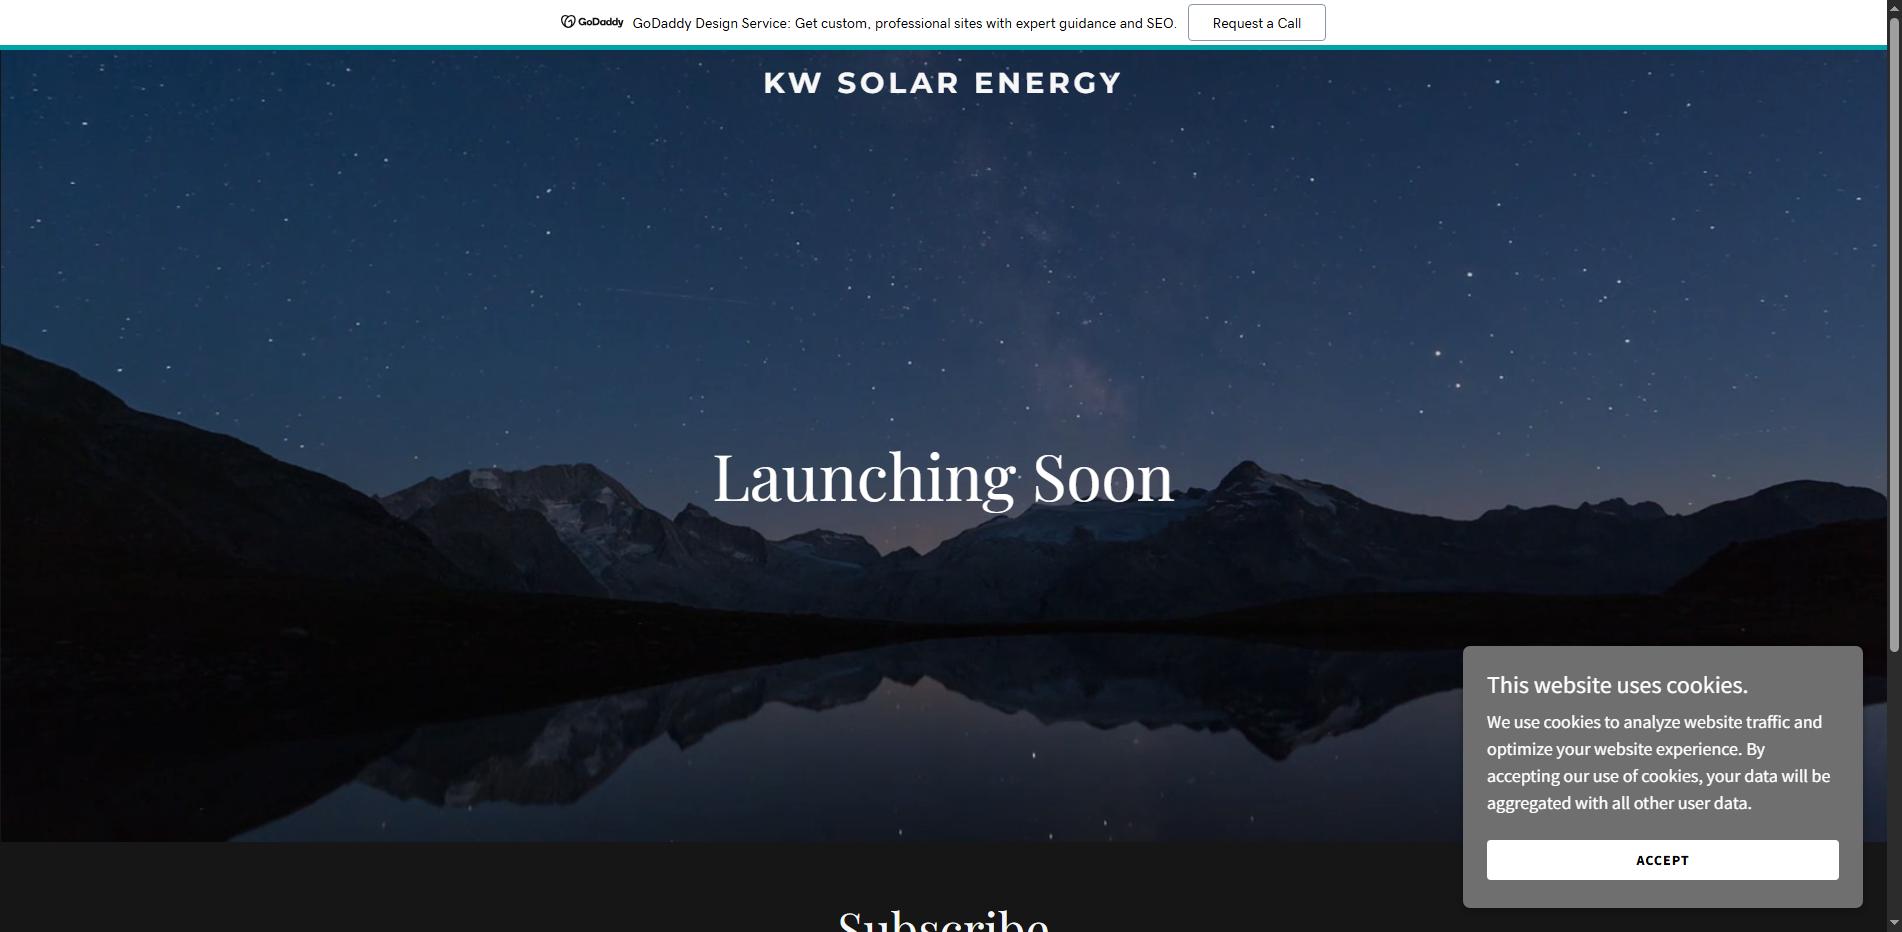 GoDaddy GoDaddy Design Service: Get custom, professional sites with expert guidance and SEO. Request a Call
KW SOLAR ENERGY
Launching Soon
This website uses cookies.
We use cookies to analyze website traffic and
optimize your website experience. By
accepting our use of cookies, your data will be
aggregated with all other user data.
ACCEPT
Subscribe